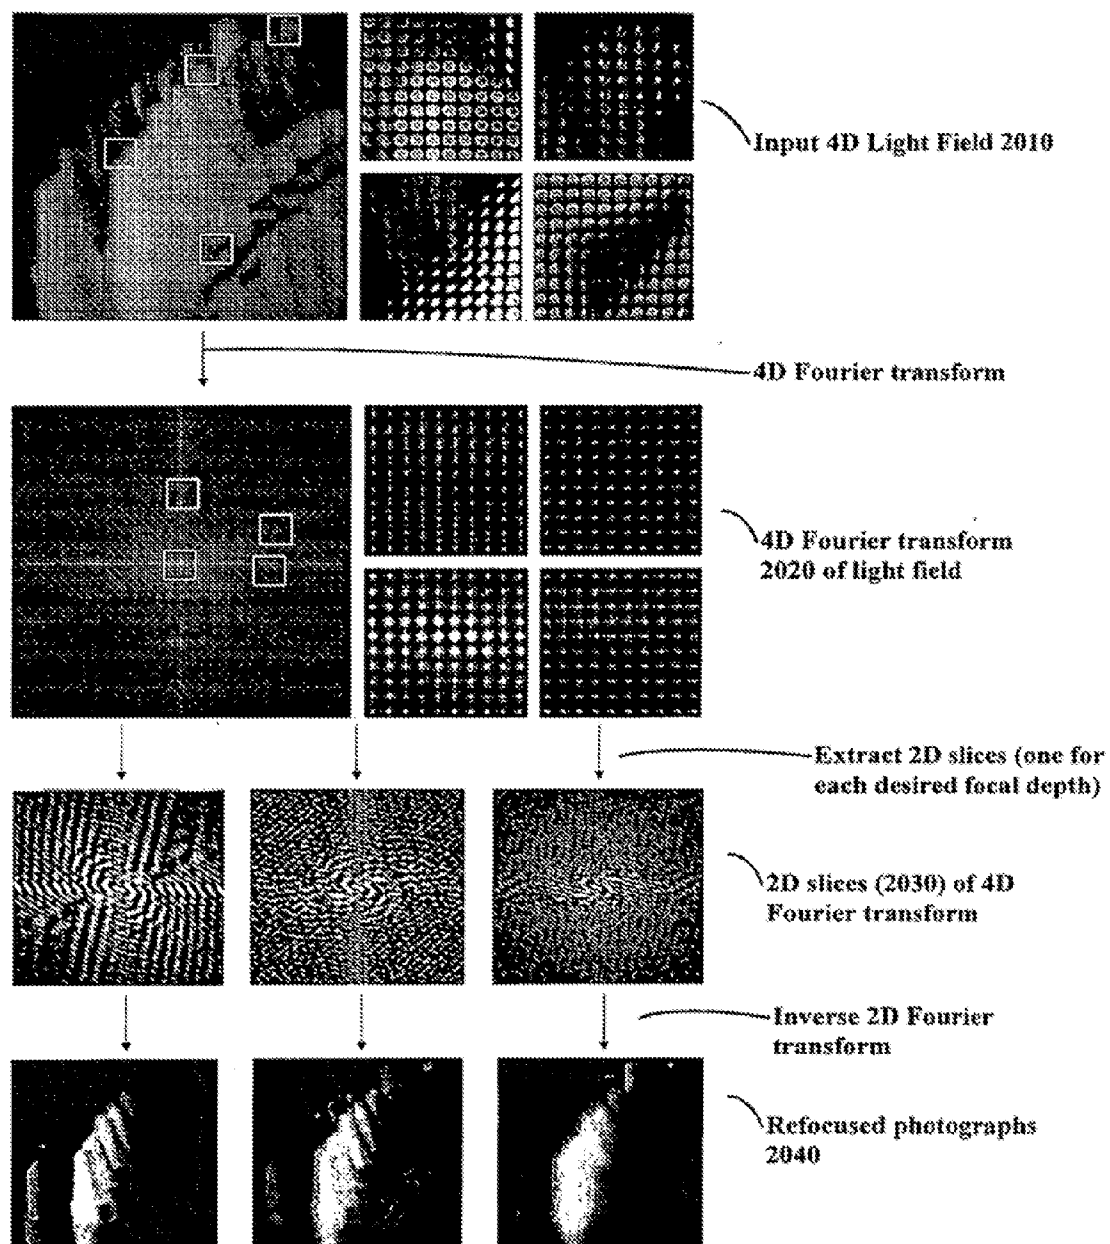 Input 4D Light Field 2010
4D Fourier transform
4D Fourier transform
2020 of light field
Extract 2D slices (one for
each desired focal depth)
2D slices (2030) of 4D
Fourier transform
Inverse 2D Fourier
transform
Refocused photographs
2040